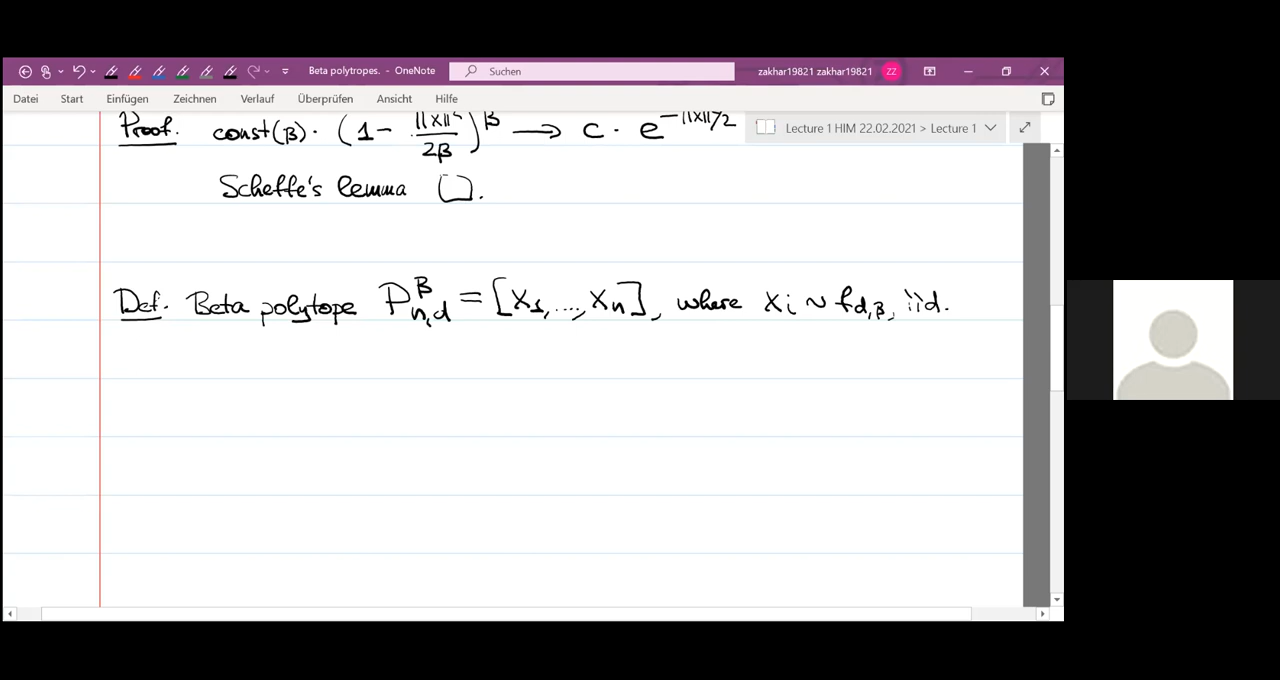 Beta polytopes. - OneNote
Suchen
zakhar19821 zakhar19821
ZZ
Datei Start Einfügen Zeichnen Verlauf Überprüfen Ansicht Hilfe
Lecture 1 HIM 22.02.2021 > Lecture 1
Proof. const(β) · (1 - ||x||²/2β)^β → c · e^{-||x||²/2}
Scheffe's lemma □.
Def. Beta polytope P^β_{n,d} = [X_1, ..., X_n], where X_i ~ f_{d,β}, iid.